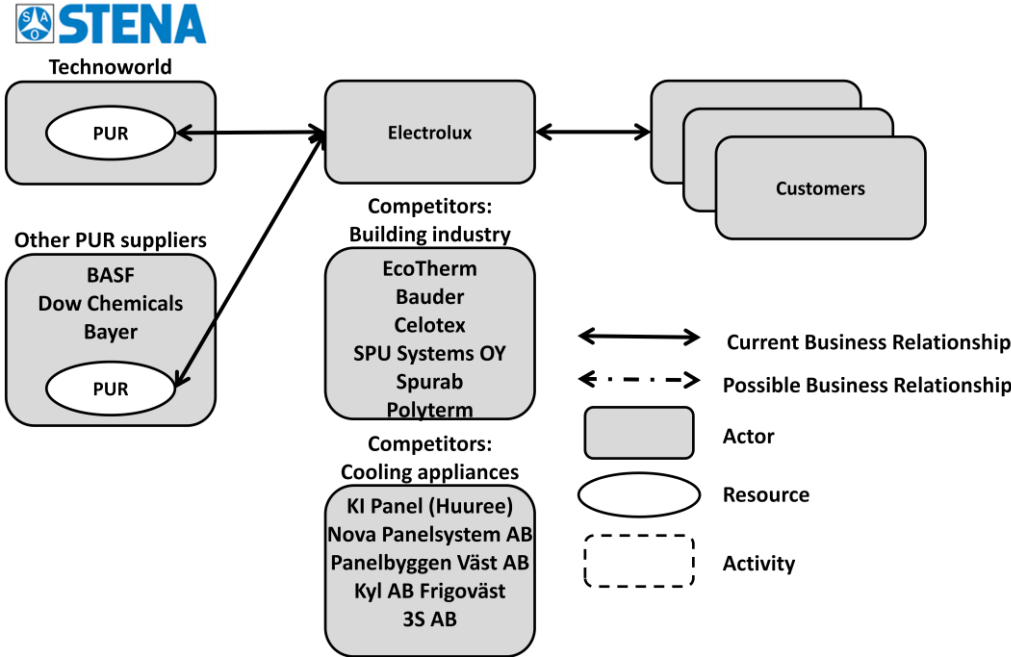 SAO
STENA
Technoworld
PUR
Electrolux
Customers
Other PUR suppliers
BASF
Dow Chemicals
Bayer
PUR
Competitors:
Building industry
EcoTherm
Bauder
Celotex
SPU Systems OY
Spurab
Polyterm
Competitors:
Cooling appliances
KI Panel (Huuree)
Nova Panelsystem AB
Panelbyggen Väst AB
Kyl AB Frigoväst
3S AB
Current Business Relationship
Possible Business Relationship
Actor
Resource
Activity